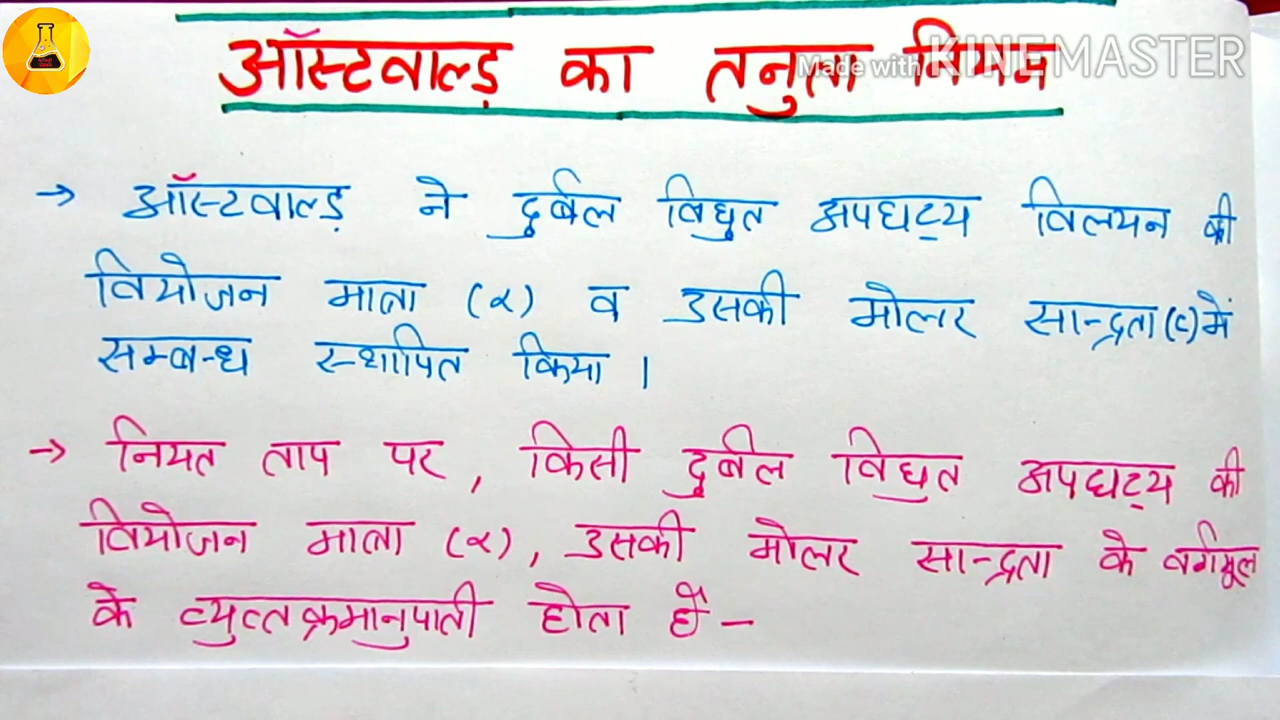 ऑस्टवाल्ड़ का तनुता नियम
Made with KINEMASTER
→ ऑस्टवाल्ड़ ने दुर्बल विधुत अपघट्य विलयन की
वियोजन मात्रा (α) व उसकी मोलर सान्द्रता (c) में
सम्बन्ध स्थापित किया ।
→ नियत ताप पर , किसी दुर्बल विधुत अपघट्य की
वियोजन मात्रा (α) , उसकी मोलर सान्द्रता के वर्गमूल
के व्युत्क्रमानुपाती होता है -